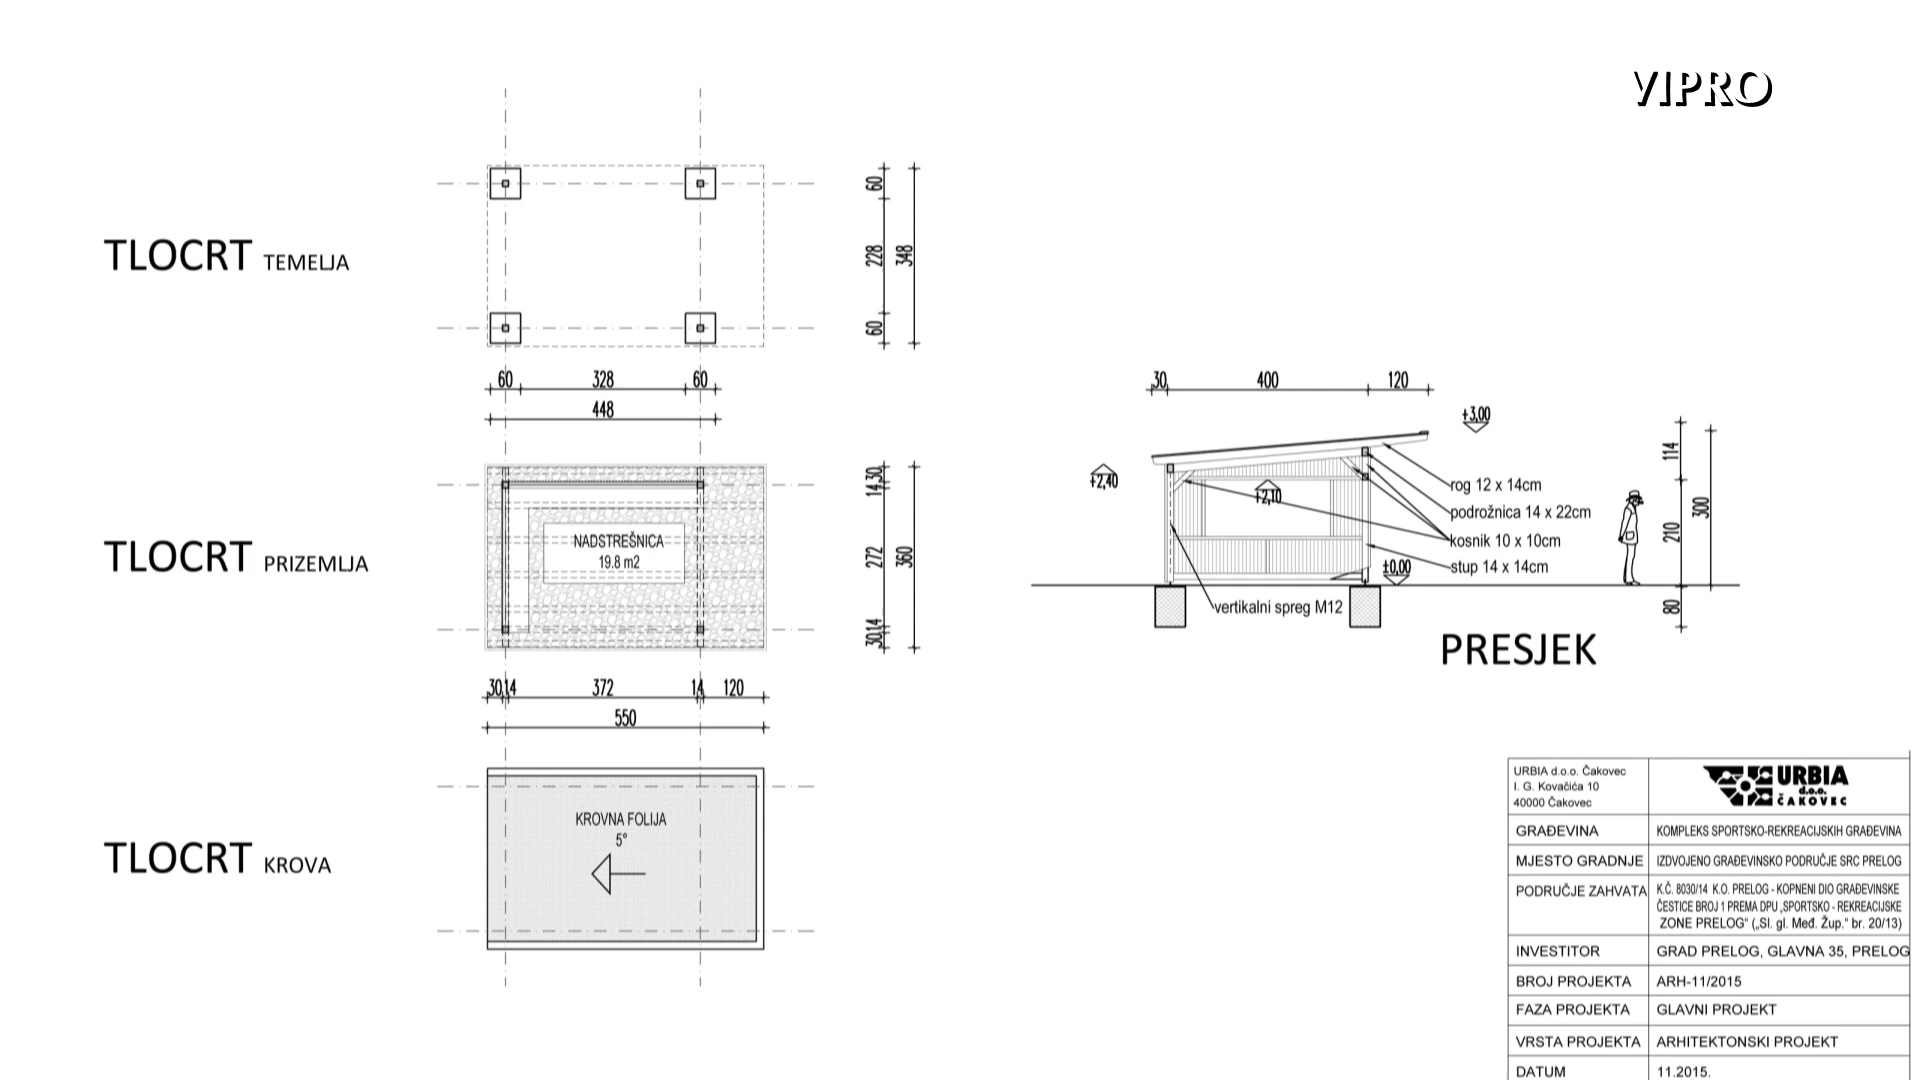 VIPRO
TLOCRT TEMELJA
60
228
60
348
60 328 60
448
TLOCRT PRIZEMLJA
NADSTREŠNICA
19.8 m2
14 30
272
30 14
360
30 14 372 14 120
550
TLOCRT KROVA
KROVNA FOLIJA
5°
30 400 120
+3,00
+2,40
+2,10
±0,00
rog 12 x 14cm
podrožnica 14 x 22cm
kosnik 10 x 10cm
stup 14 x 14cm
vertikalni spreg M12
114
210
300
80
PRESJEK
URBIA d.o.o. Čakovec
I. G. Kovačića 10
40000 Čakovec
URBIA
d.o.o.
ČAKOVEC
GRAĐEVINA KOMPLEKS SPORTSKO-REKREACIJSKIH GRAĐEVINA
MJESTO GRADNJE IZDVOJENO GRAĐEVINSKO PODRUČJE SRC PRELOG
PODRUČJE ZAHVATA K.Č. 8030/14 K.O. PRELOG - KOPNENI DIO GRAĐEVINSKE
ČESTICE BROJ 1 PREMA DPU „SPORTSKO - REKREACIJSKE
ZONE PRELOG“ („Sl. gl. Međ. Žup.“ br. 20/13)
INVESTITOR GRAD PRELOG, GLAVNA 35, PRELOG
BROJ PROJEKTA ARH-11/2015
FAZA PROJEKTA GLAVNI PROJEKT
VRSTA PROJEKTA ARHITEKTONSKI PROJEKT
DATUM 11.2015.